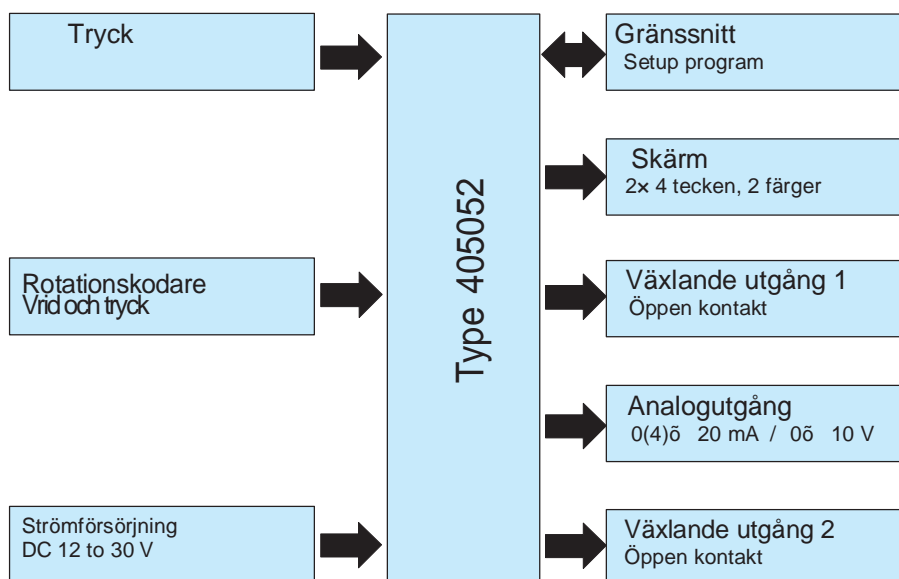 Tryck
Rotationskodare
Vrid och tryck
Strömförsörjning
DC 12 to 30 V
Type 405052
Gränssnitt
Setup program
Skärm
2× 4 tecken, 2 färger
Växlande utgång 1
Öppen kontakt
Analogutgång
0(4)õ 20 mA / 0õ 10 V
Växlande utgång 2
Öppen kontakt